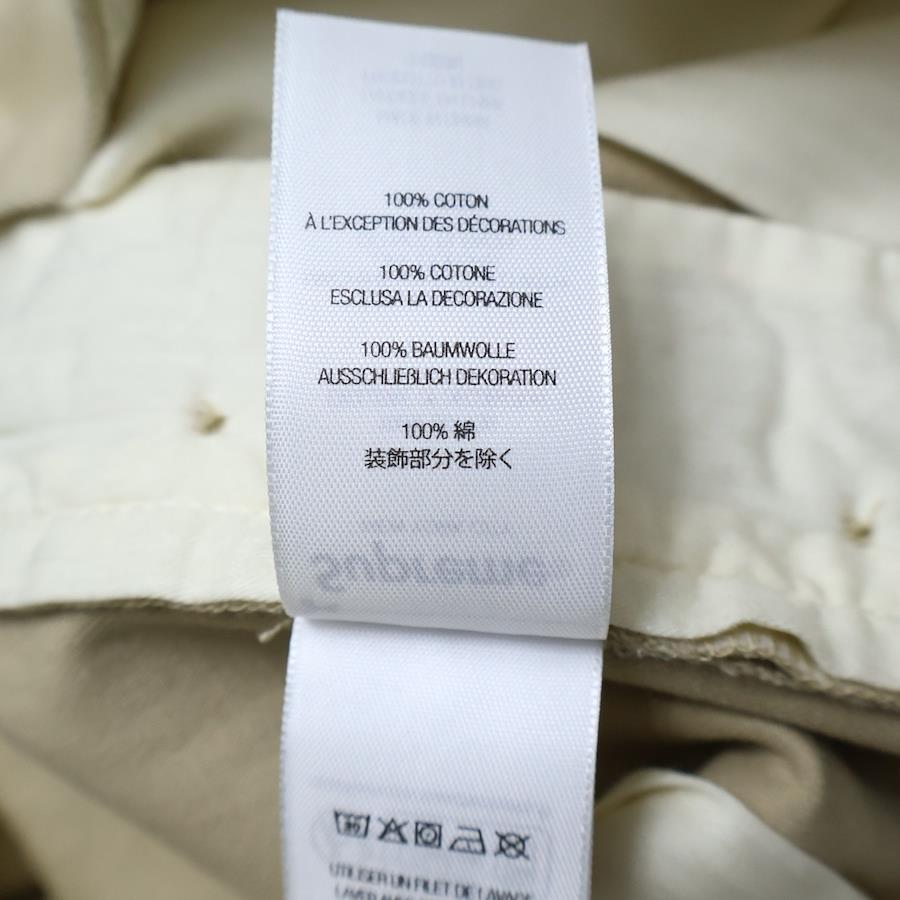 100% COTON
À L'EXCEPTION DES DÉCORATIONS
100% COTONE
ESCLUSA LA DECORAZIONE
100% BAUMWOLLE
AUSSCHLIEßLICH DEKORATION
100% 綿
装飾部分を除く
Supreme
UTILISER UN FILET DE LAVAGE